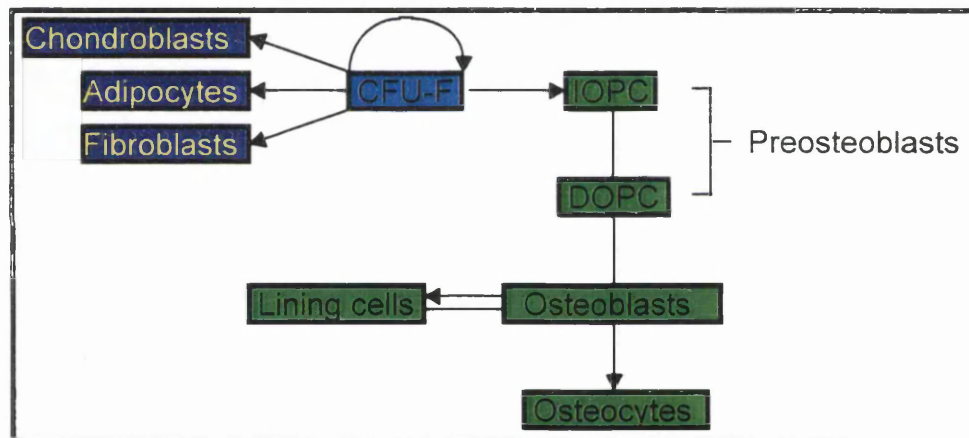 Chondroblasts
Adipocytes
Fibroblasts
CFU-F
IOPC
DOPC
Preosteoblasts
Lining cells
Osteoblasts
Osteocytes